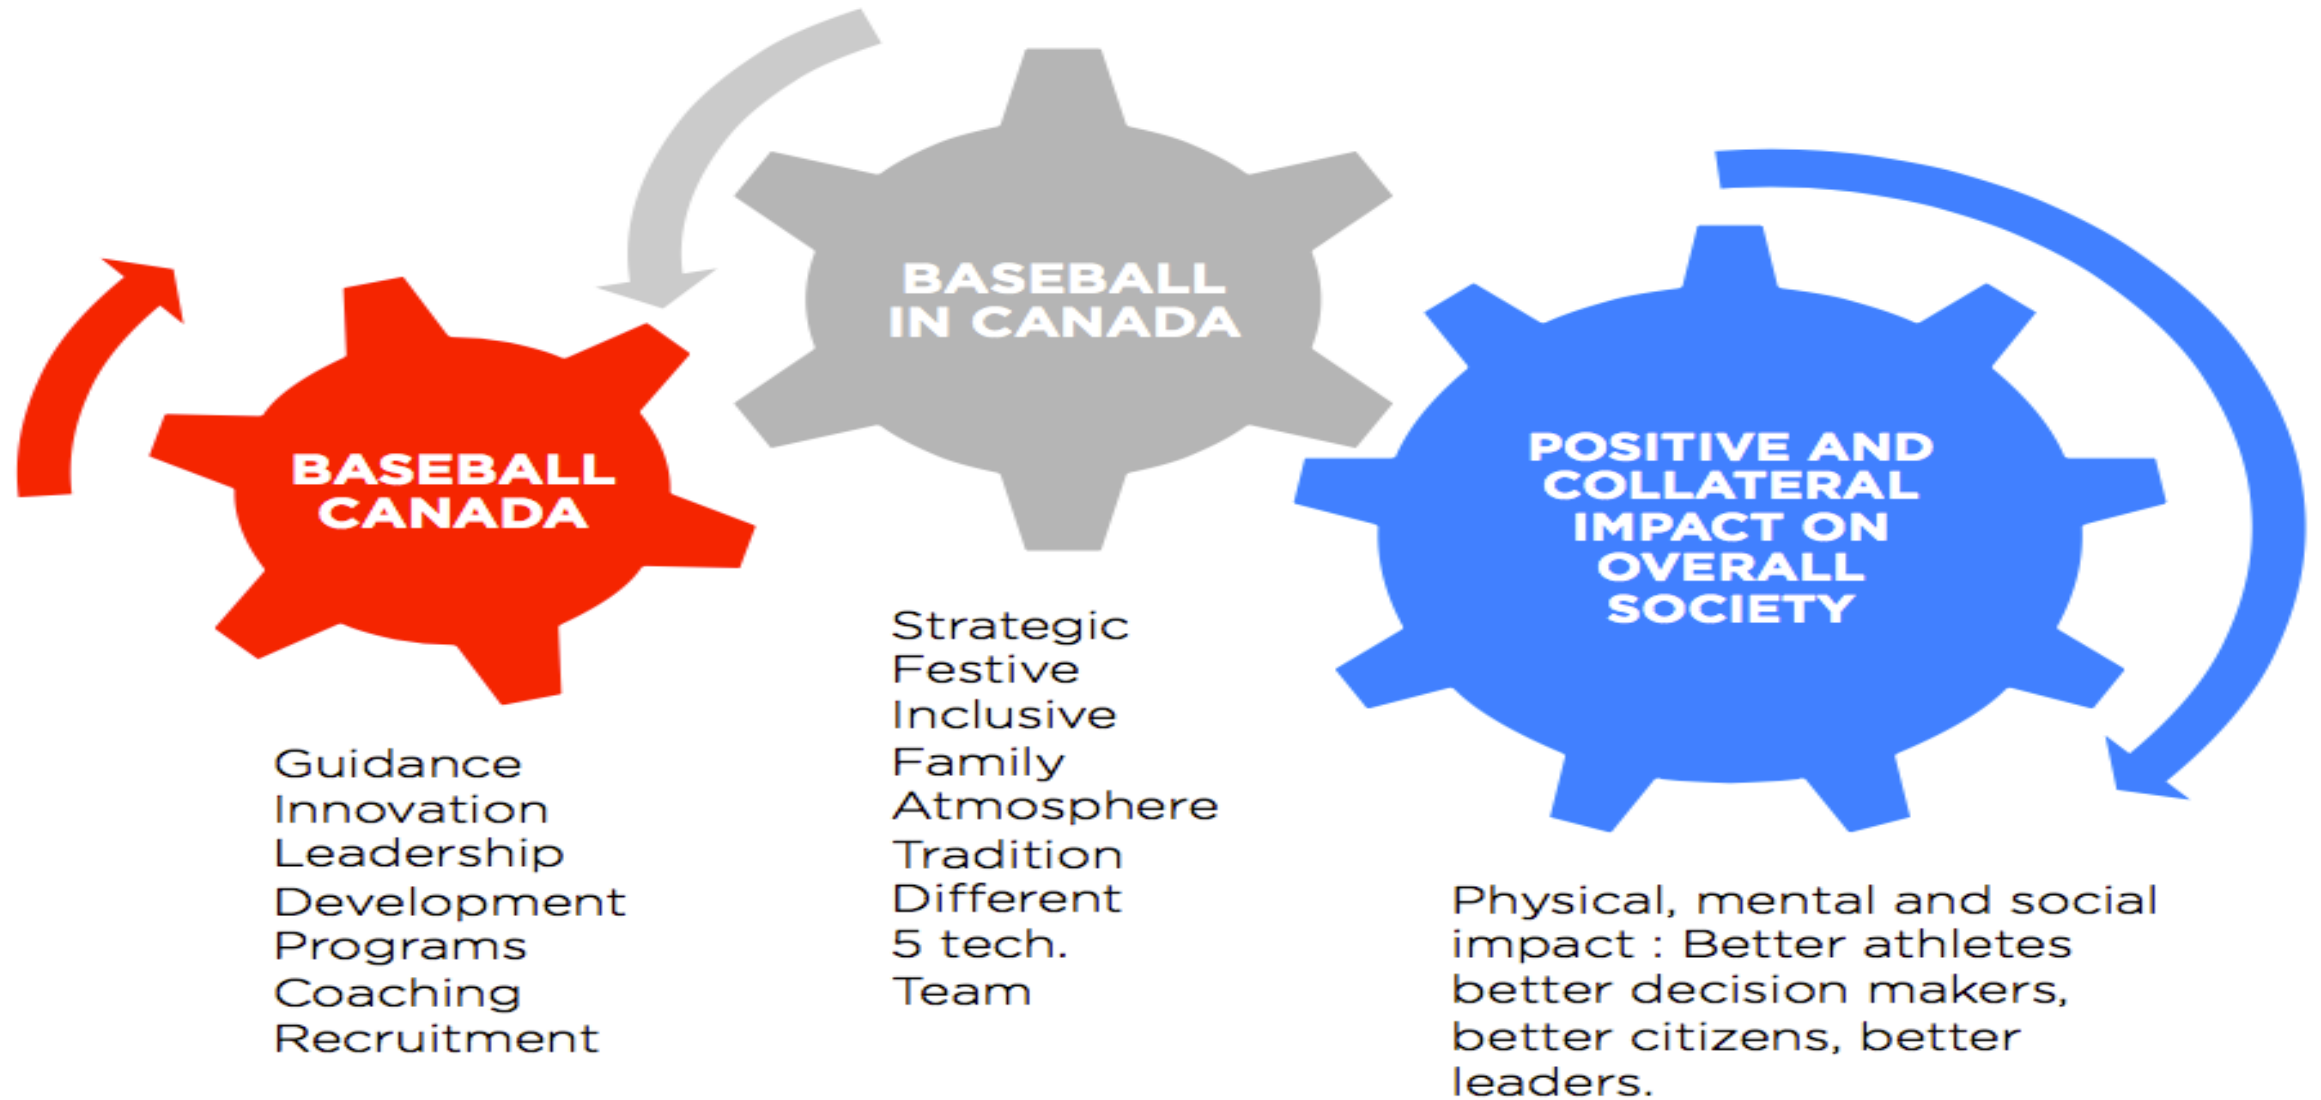 BASEBALL
CANADA
Guidance
Innovation
Leadership
Development
Programs
Coaching
Recruitment
BASEBALL
IN CANADA
Strategic
Festive
Inclusive
Family
Atmosphere
Tradition
Different
5 tech.
Team
POSITIVE AND
COLLATERAL
IMPACT ON
OVERALL
SOCIETY
Physical, mental and social
impact : Better athletes
better decision makers,
better citizens, better
leaders.